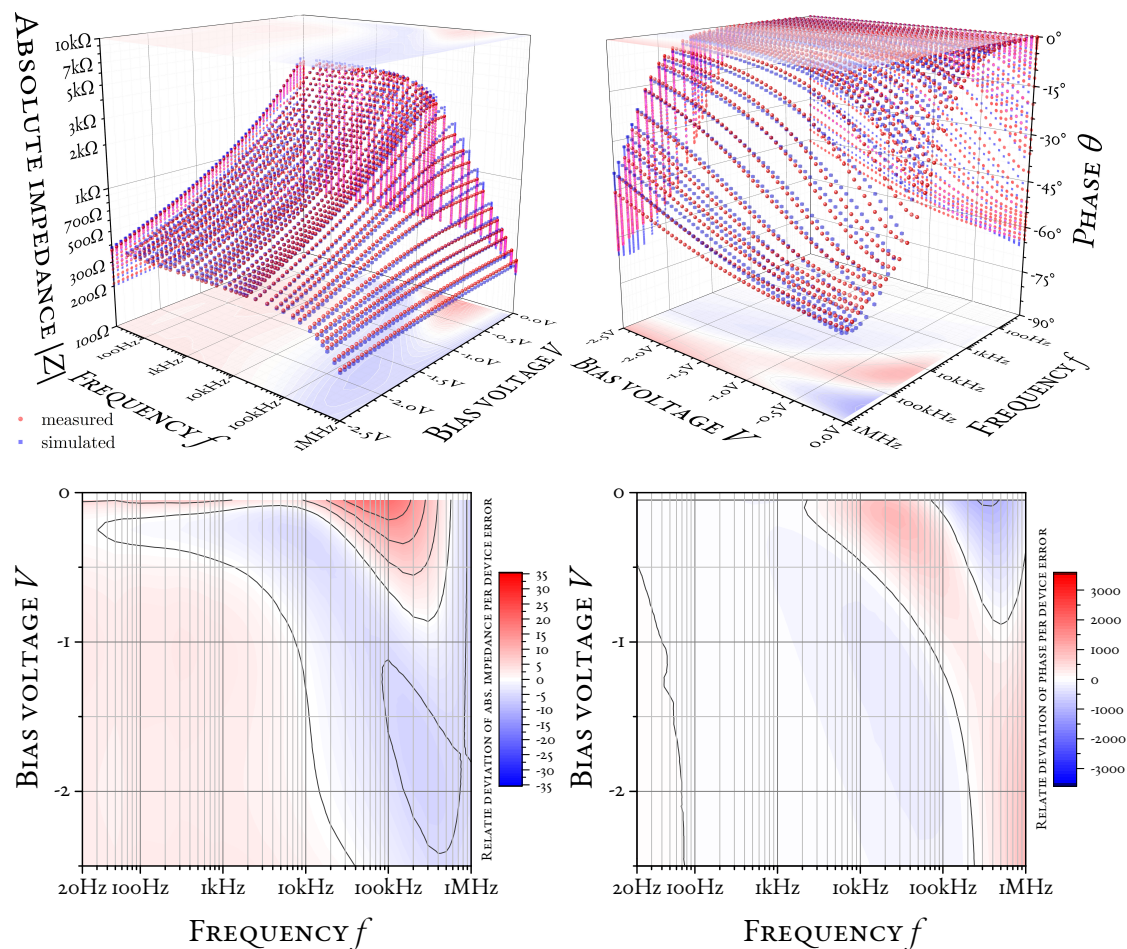 ABSOLUTE IMPEDANCE |Z|
10kΩ
7kΩ
5kΩ
3kΩ
2kΩ
1kΩ
700Ω
500Ω
300Ω
200Ω
100Ω
100Hz
1kHz
10kHz
100kHz
1MHz
FREQUENCY f
0.0V
-0.5V
-1.0V
-1.5V
-2.0V
-2.5V
BIAS VOLTAGE V
measured
simulated
0°
-15°
-30°
-45°
-60°
-75°
-90°
PHASE θ
-2.5V
-2.0V
-1.5V
-1.0V
-0.5V
0.0V
BIAS VOLTAGE V
100Hz
1kHz
10kHz
100kHz
1MHz
FREQUENCY f
0
-1
-2
BIAS VOLTAGE V
20Hz 100Hz 1kHz 10kHz 100kHz 1MHz
FREQUENCY f
35
30
25
20
15
10
5
0
-5
-10
-15
-20
-25
-30
-35
RELATIE DEVIATION OF ABS. IMPEDANCE PER DEVICE ERROR
0
-1
-2
BIAS VOLTAGE V
20Hz 100Hz 1kHz 10kHz 100kHz 1MHz
FREQUENCY f
RELATIE DEVIATION OF PHASE PER DEVICE ERROR
3000
2000
1000
0
-1000
-2000
-3000